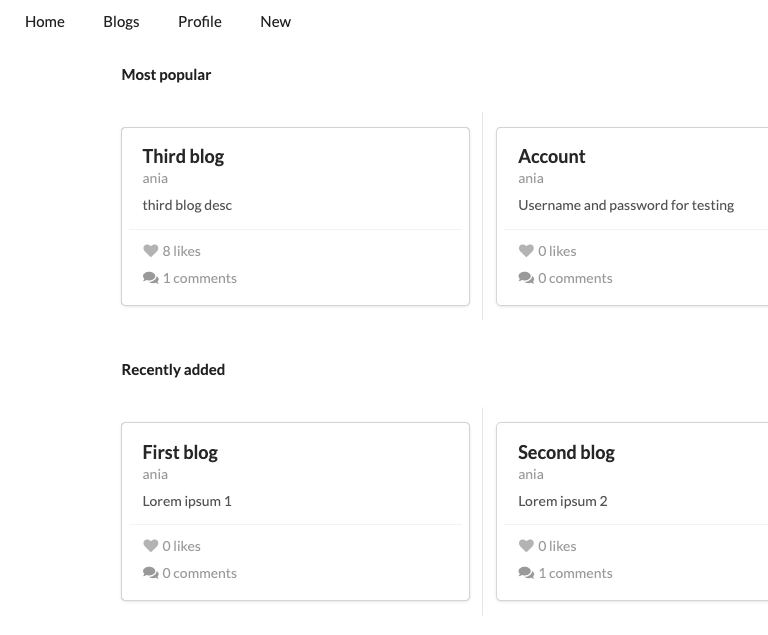 Home Blogs Profile New
Most popular
Third blog
ania
third blog desc
8 likes
1 comments
Account
ania
Username and password for testing
0 likes
0 comments
Recently added
First blog
ania
Lorem ipsum 1
0 likes
0 comments
Second blog
ania
Lorem ipsum 2
0 likes
1 comments